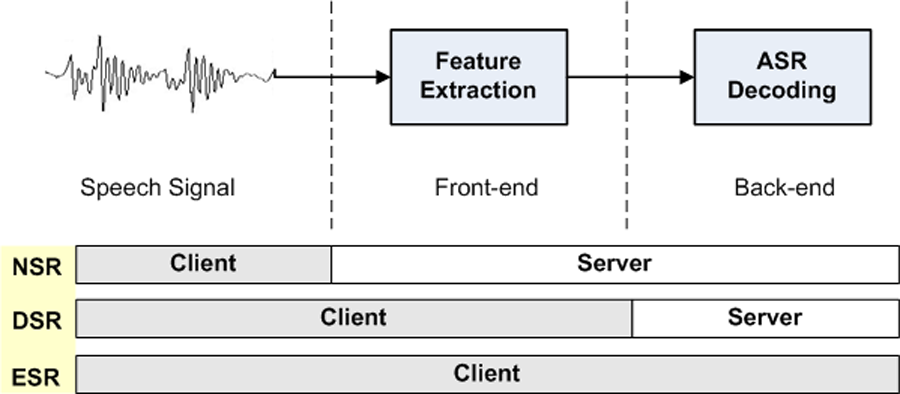 Feature
Extraction
ASR
Decoding
Speech Signal
Front-end
Back-end
NSR
Client
Server
DSR
Client
Server
ESR
Client